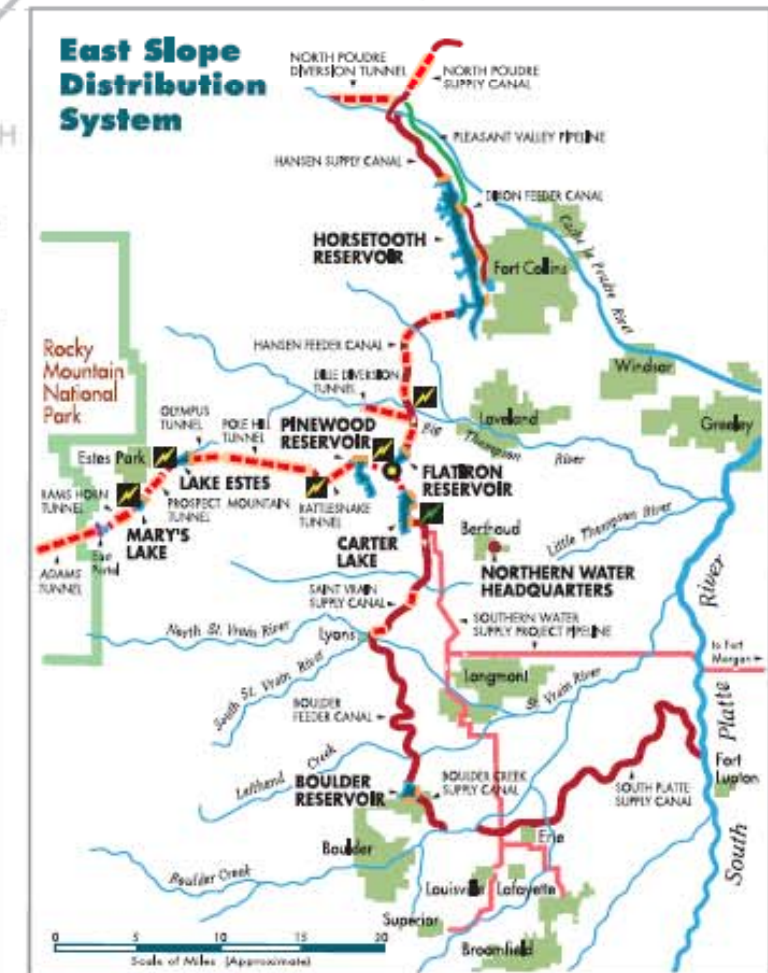 East Slope
Distribution
System
NORTH POUDRE
DIVERSION TUNNEL
NORTH POUDRE
SUPPLY CANAL
PLEASANT VALLEY PIPELINE
HANSEN SUPPLY CANAL
DIXON FEEDER CANAL
HORSETOOTH
RESERVOIR
Fort Collins
Cache la Poudre River
HANSEN FEEDER CANAL
Windsor
Rocky
Mountain
National
Park
DILLE DIVERSION
TUNNEL
Loveland
Greeley
OLYMPUS
TUNNEL
POLE HILL
TUNNEL
PINEWOOD
RESERVOIR
Big Thompson River
Estes Park
LAKE ESTES
FLATIRON
RESERVOIR
RAMS HORN
TUNNEL
PROSPECT MOUNTAIN
TUNNEL
RATTLESNAKE
TUNNEL
MARY'S
LAKE
East
Portal
ADAMS
TUNNEL
CARTER
LAKE
Berthoud
Little Thompson River
NORTHERN WATER
HEADQUARTERS
SAINT VRAIN
SUPPLY CANAL
SOUTHERN WATER
SUPPLY PROJECT PIPELINE
North St. Vrain River
Lyons
to Fort
Morgan
South St. Vrain River
Longmont
St Vrain River
BOULDER
FEEDER CANAL
Lefthand Creek
BOULDER
RESERVOIR
BOULDER CREEK
SUPPLY CANAL
SOUTH PLATTE
SUPPLY CANAL
Fort
Lupton
South Platte River
Boulder
Erie
Boulder Creek
Louisville
Lafayette
Superior
Broomfield
0 5 10 20
Scale of Miles (Approximate)
H